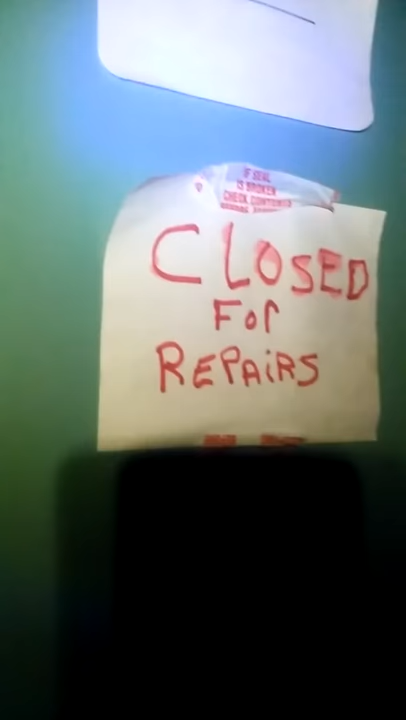 IF SEAL
IS BROKEN
CHECK CONTENTS
CLOSED
For
REPAiRS